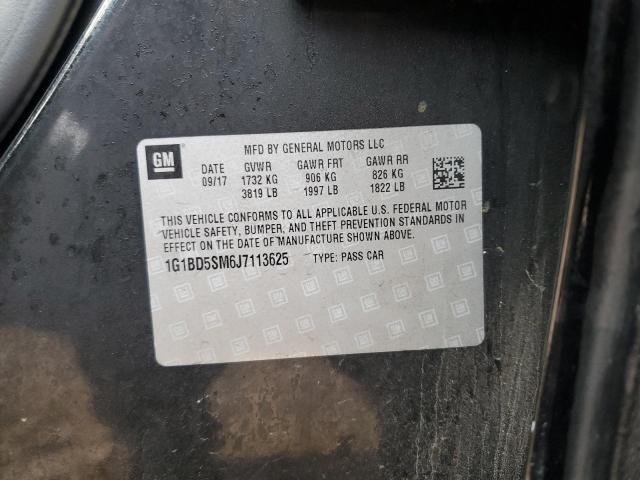 MFD BY GENERAL MOTORS LLC
GM
DATE GVWR GAWR FRT GAWR RR
09/17 1732 KG 906 KG 826 KG
3819 LB 1997 LB 1822 LB
THIS VEHICLE CONFORMS TO ALL APPLICABLE U.S. FEDERAL MOTOR
VEHICLE SAFETY, BUMPER, AND THEFT PREVENTION STANDARDS IN
EFFECT ON THE DATE OF MANUFACTURE SHOWN ABOVE.
1G1BD5SM6J7113625 TYPE: PASS CAR